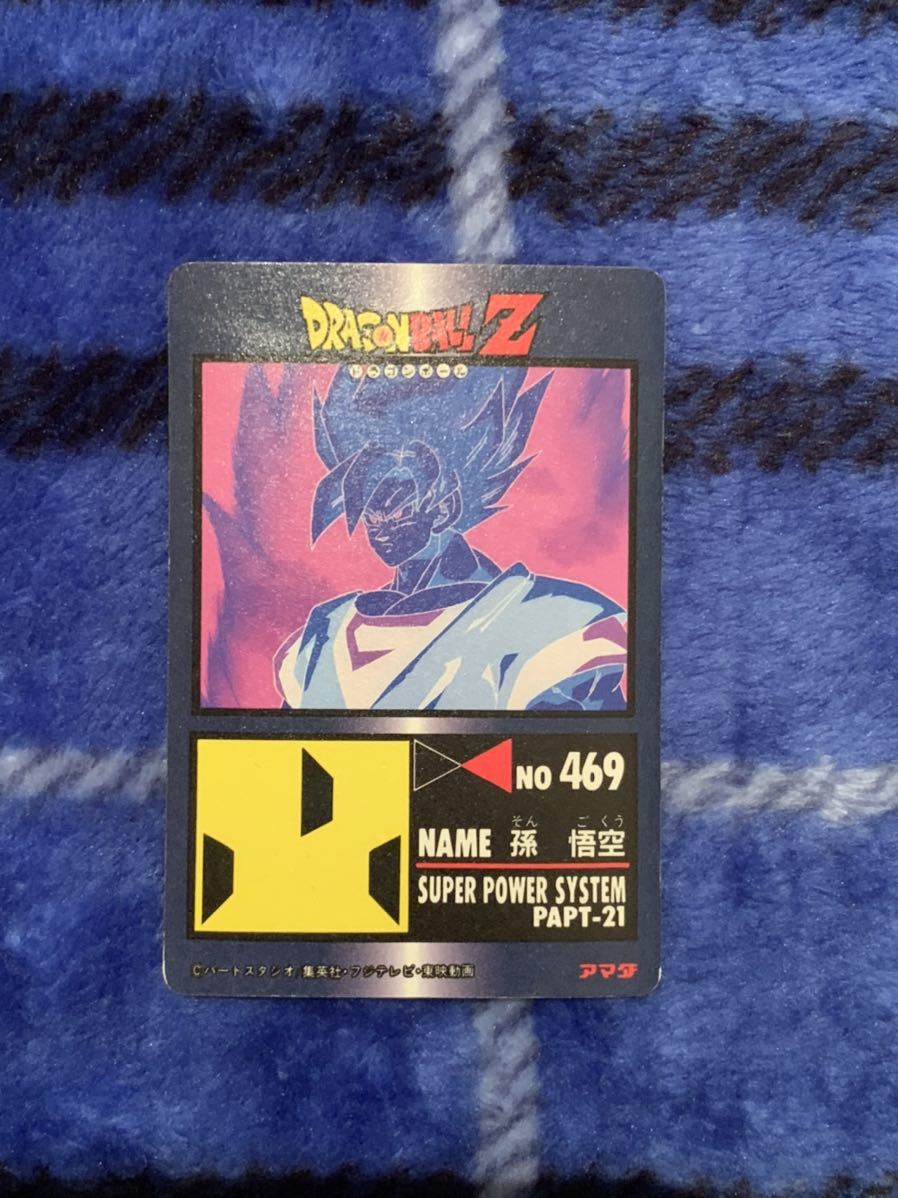 DRAGON BALL Z
ドラゴンボール
NO 469
そん ごくう
NAME 孫 悟空
SUPER POWER SYSTEM
PAPT-21
Ⓒバードスタジオ/集英社・フジテレビ・東映動画
アマダ